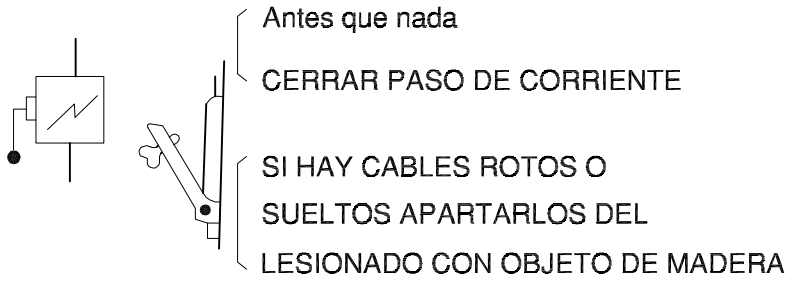 Antes que nada
CERRAR PASO DE CORRIENTE
SI HAY CABLES ROTOS O
SUELTOS APARTARLOS DEL
LESIONADO CON OBJETO DE MADERA